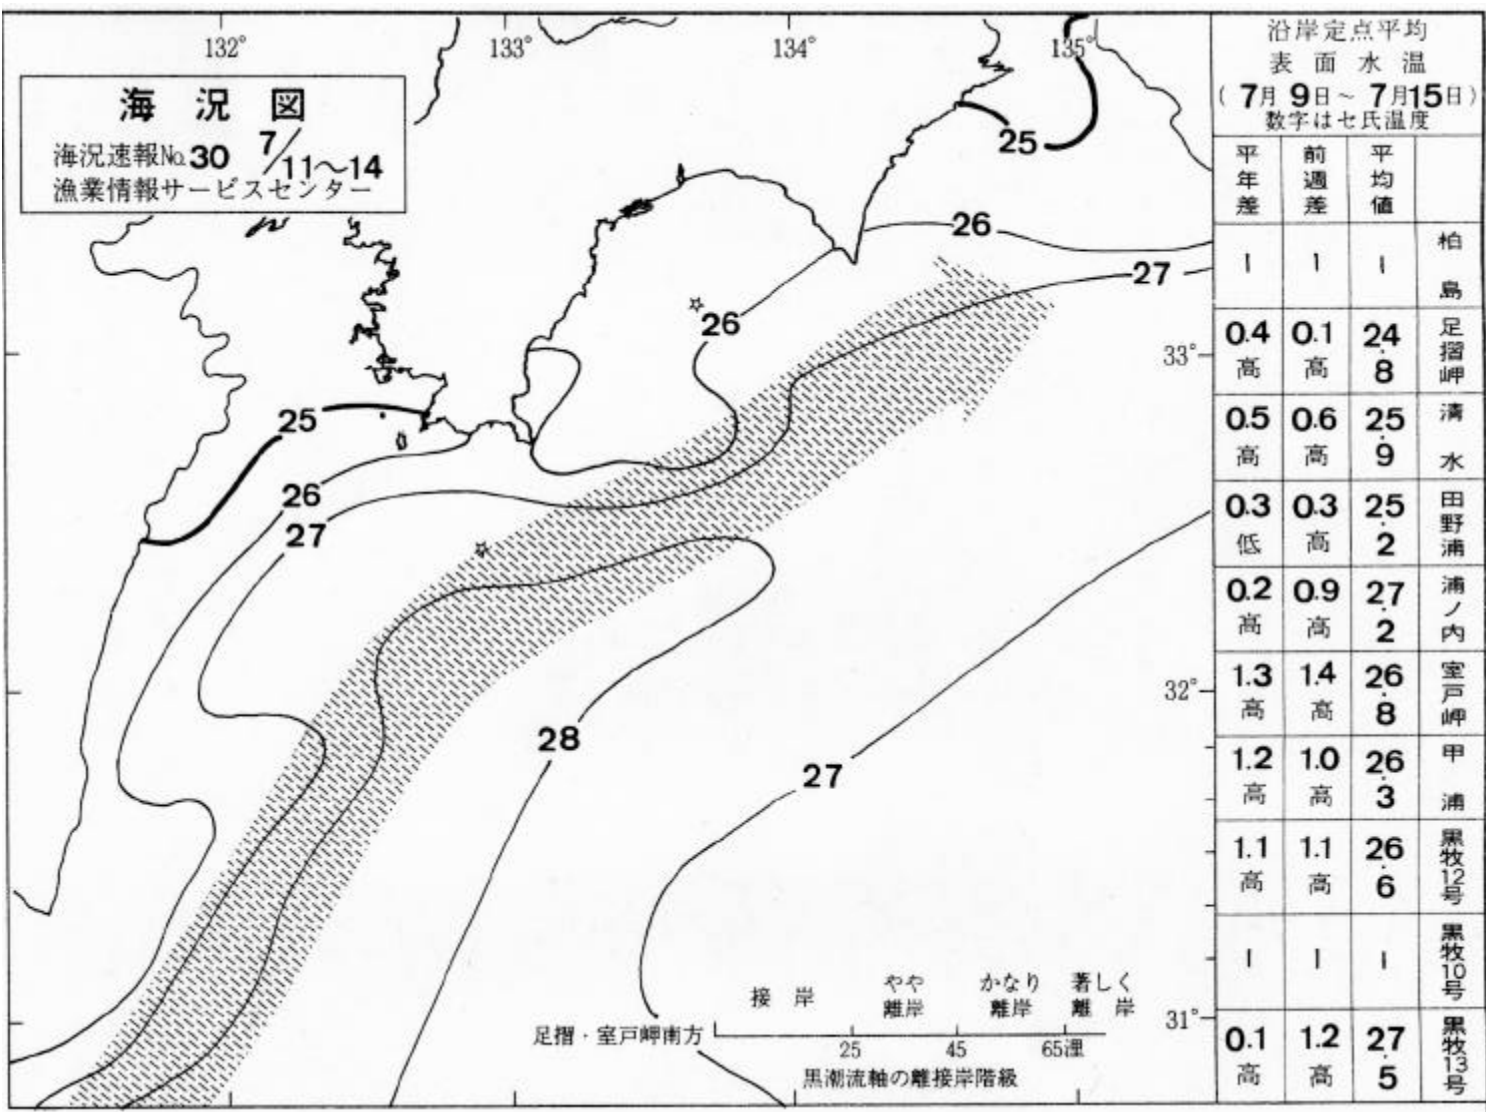 132°
133°
134°
135°
海況図
海況速報No.30 7/11～14
漁業情報サービスセンター
25
26
27
26
25
26
27
28
27
33°
32°
31°
接岸
やや離岸
かなり離岸
著しく離岸
足摺・室戸岬南方
25 45 65浬
黒潮流軸の離接岸階級
沿岸定点平均
表面水温
(7月9日～7月15日)
数字はセ氏温度
平年差 前週差 平均値
－ － － 柏島
0.4高 0.1高 24.8 足摺岬
0.5高 0.6高 25.9 清水
0.3低 0.3高 25.2 田野浦
0.2高 0.9高 27.2 浦ノ内
1.3高 1.4高 26.8 室戸岬
1.2高 1.0高 26.3 甲浦
1.1高 1.1高 26.6 黒牧12号
－ － － 黒牧10号
0.1高 1.2高 27.5 黒牧13号